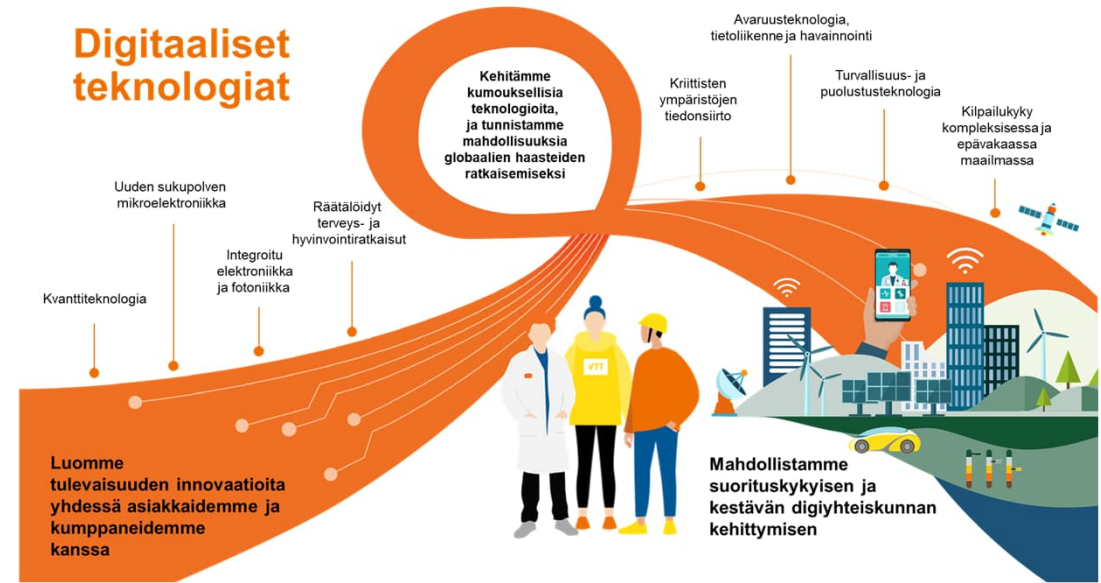 Digitaaliset
teknologiat
Kvanttiteknologia
Uuden sukupolven
mikroelektroniikka
Integroitu
elektroniikka
ja fotoniikka
Räätälöidyt
terveys- ja
hyvinvointiratkaisut
Kehitämme
kumouksellisia
teknologioita,
ja tunnistamme
mahdollisuuksia
globaalien haasteiden
ratkaisemiseksi
Kriittisten
ympäristöjen
tiedonsiirto
Avaruusteknologia,
tietoliikenne ja havainnointi
Turvallisuus- ja
puolustusteknologia
Kilpailukyky
kompleksisessa ja
epävakaassa
maailmassa
Luomme
tulevaisuuden innovaatioita
yhdessä asiakkaidemme ja
kumppaneidemme
kanssa
VTT
Mahdollistamme
suorituskykyisen ja
kestävän digiyhteiskunnan
kehittymisen